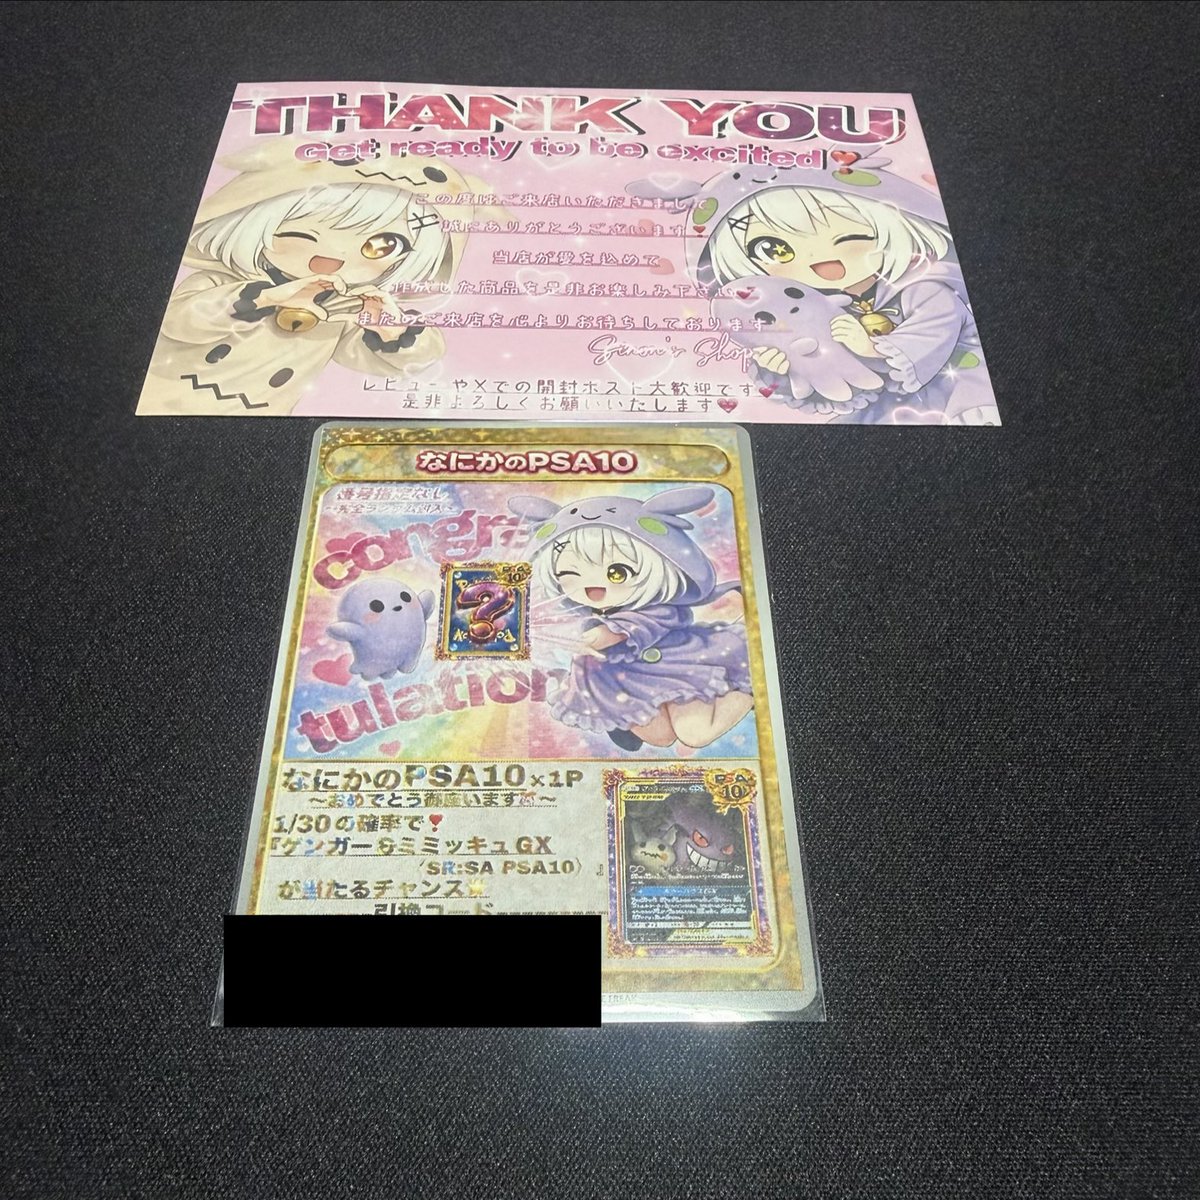 THANK YOU
Get ready to be excited
この度はご来店いただきまして
誠にありがとうございます
当店が愛を込めて
作成した商品を是非お楽しみ下さい
またのご来店を心よりお待ちしております
Shop
レビューやXでの開封ポスト大歓迎です
是非よろしくお願いいたします
なにかのPSA10
番号指定なし
congra
tulation
なにかのPSA10×1P
～おめでとう御座います～
1/30の確率で
『ゲンガー&ミミッキュGX
SR:SA PSA10)』
が当たるチャンス
引換コード
10